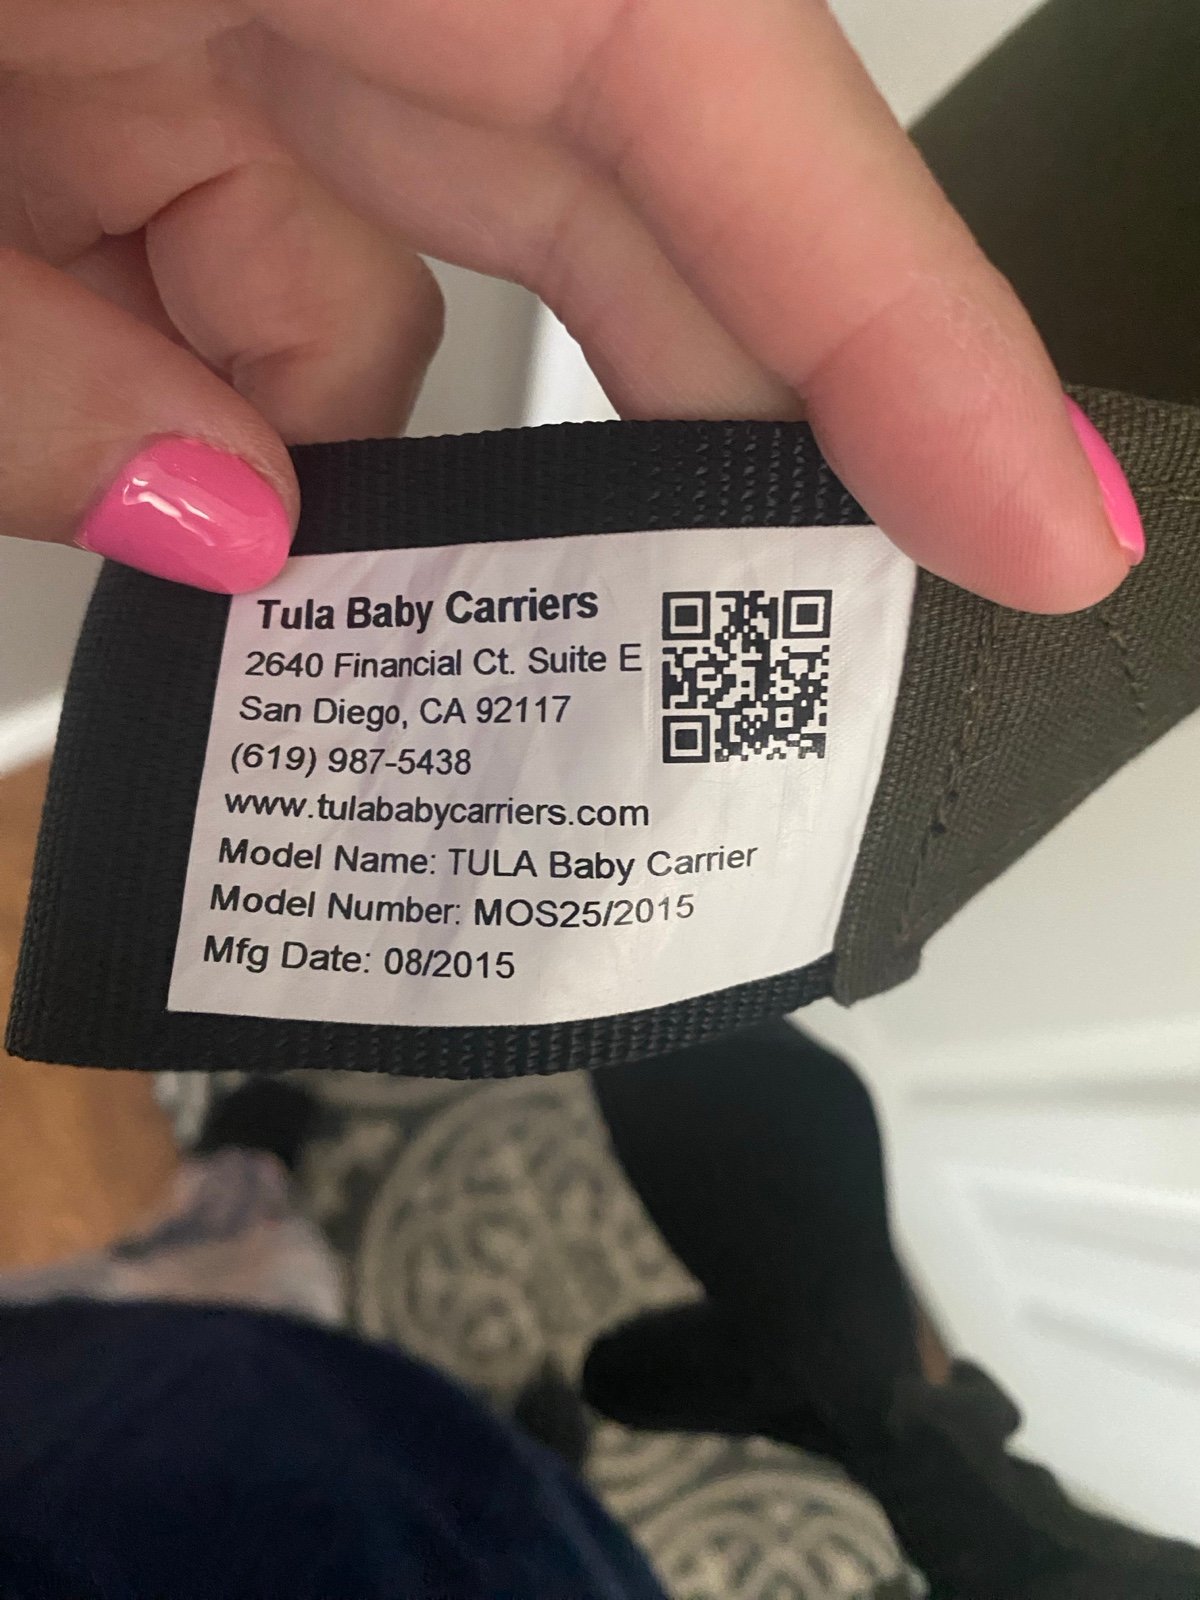 Tula Baby Carriers
2640 Financial Ct. Suite E
San Diego, CA 92117
(619) 987-5438
www.tulababycarriers.com
Model Name: TULA Baby Carrier
Model Number: MOS25/2015
Mfg Date: 08/2015